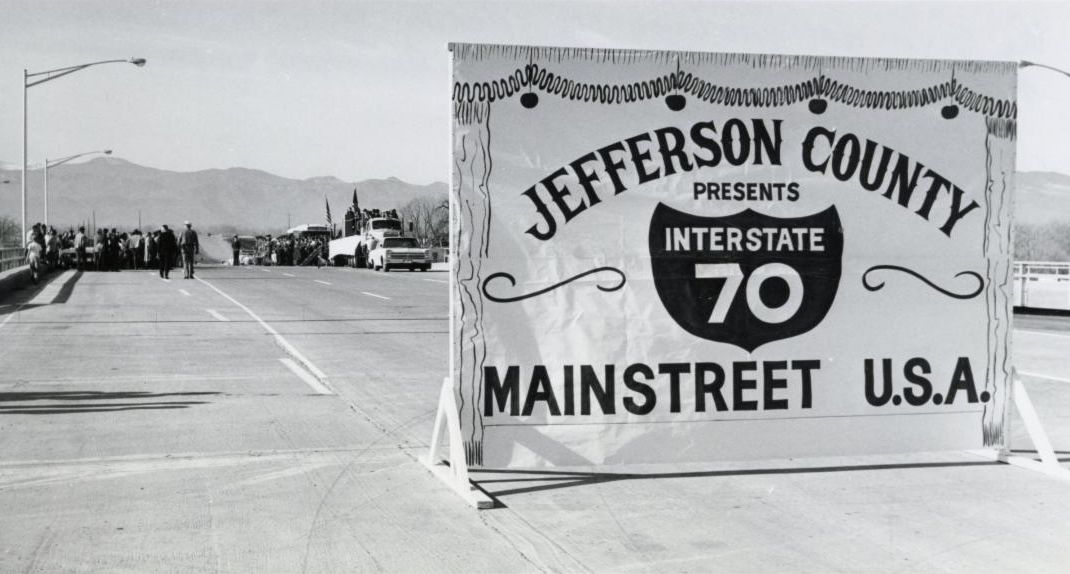 JEFFERSON COUNTY
PRESENTS
INTERSTATE
70
MAINSTREET U.S.A.